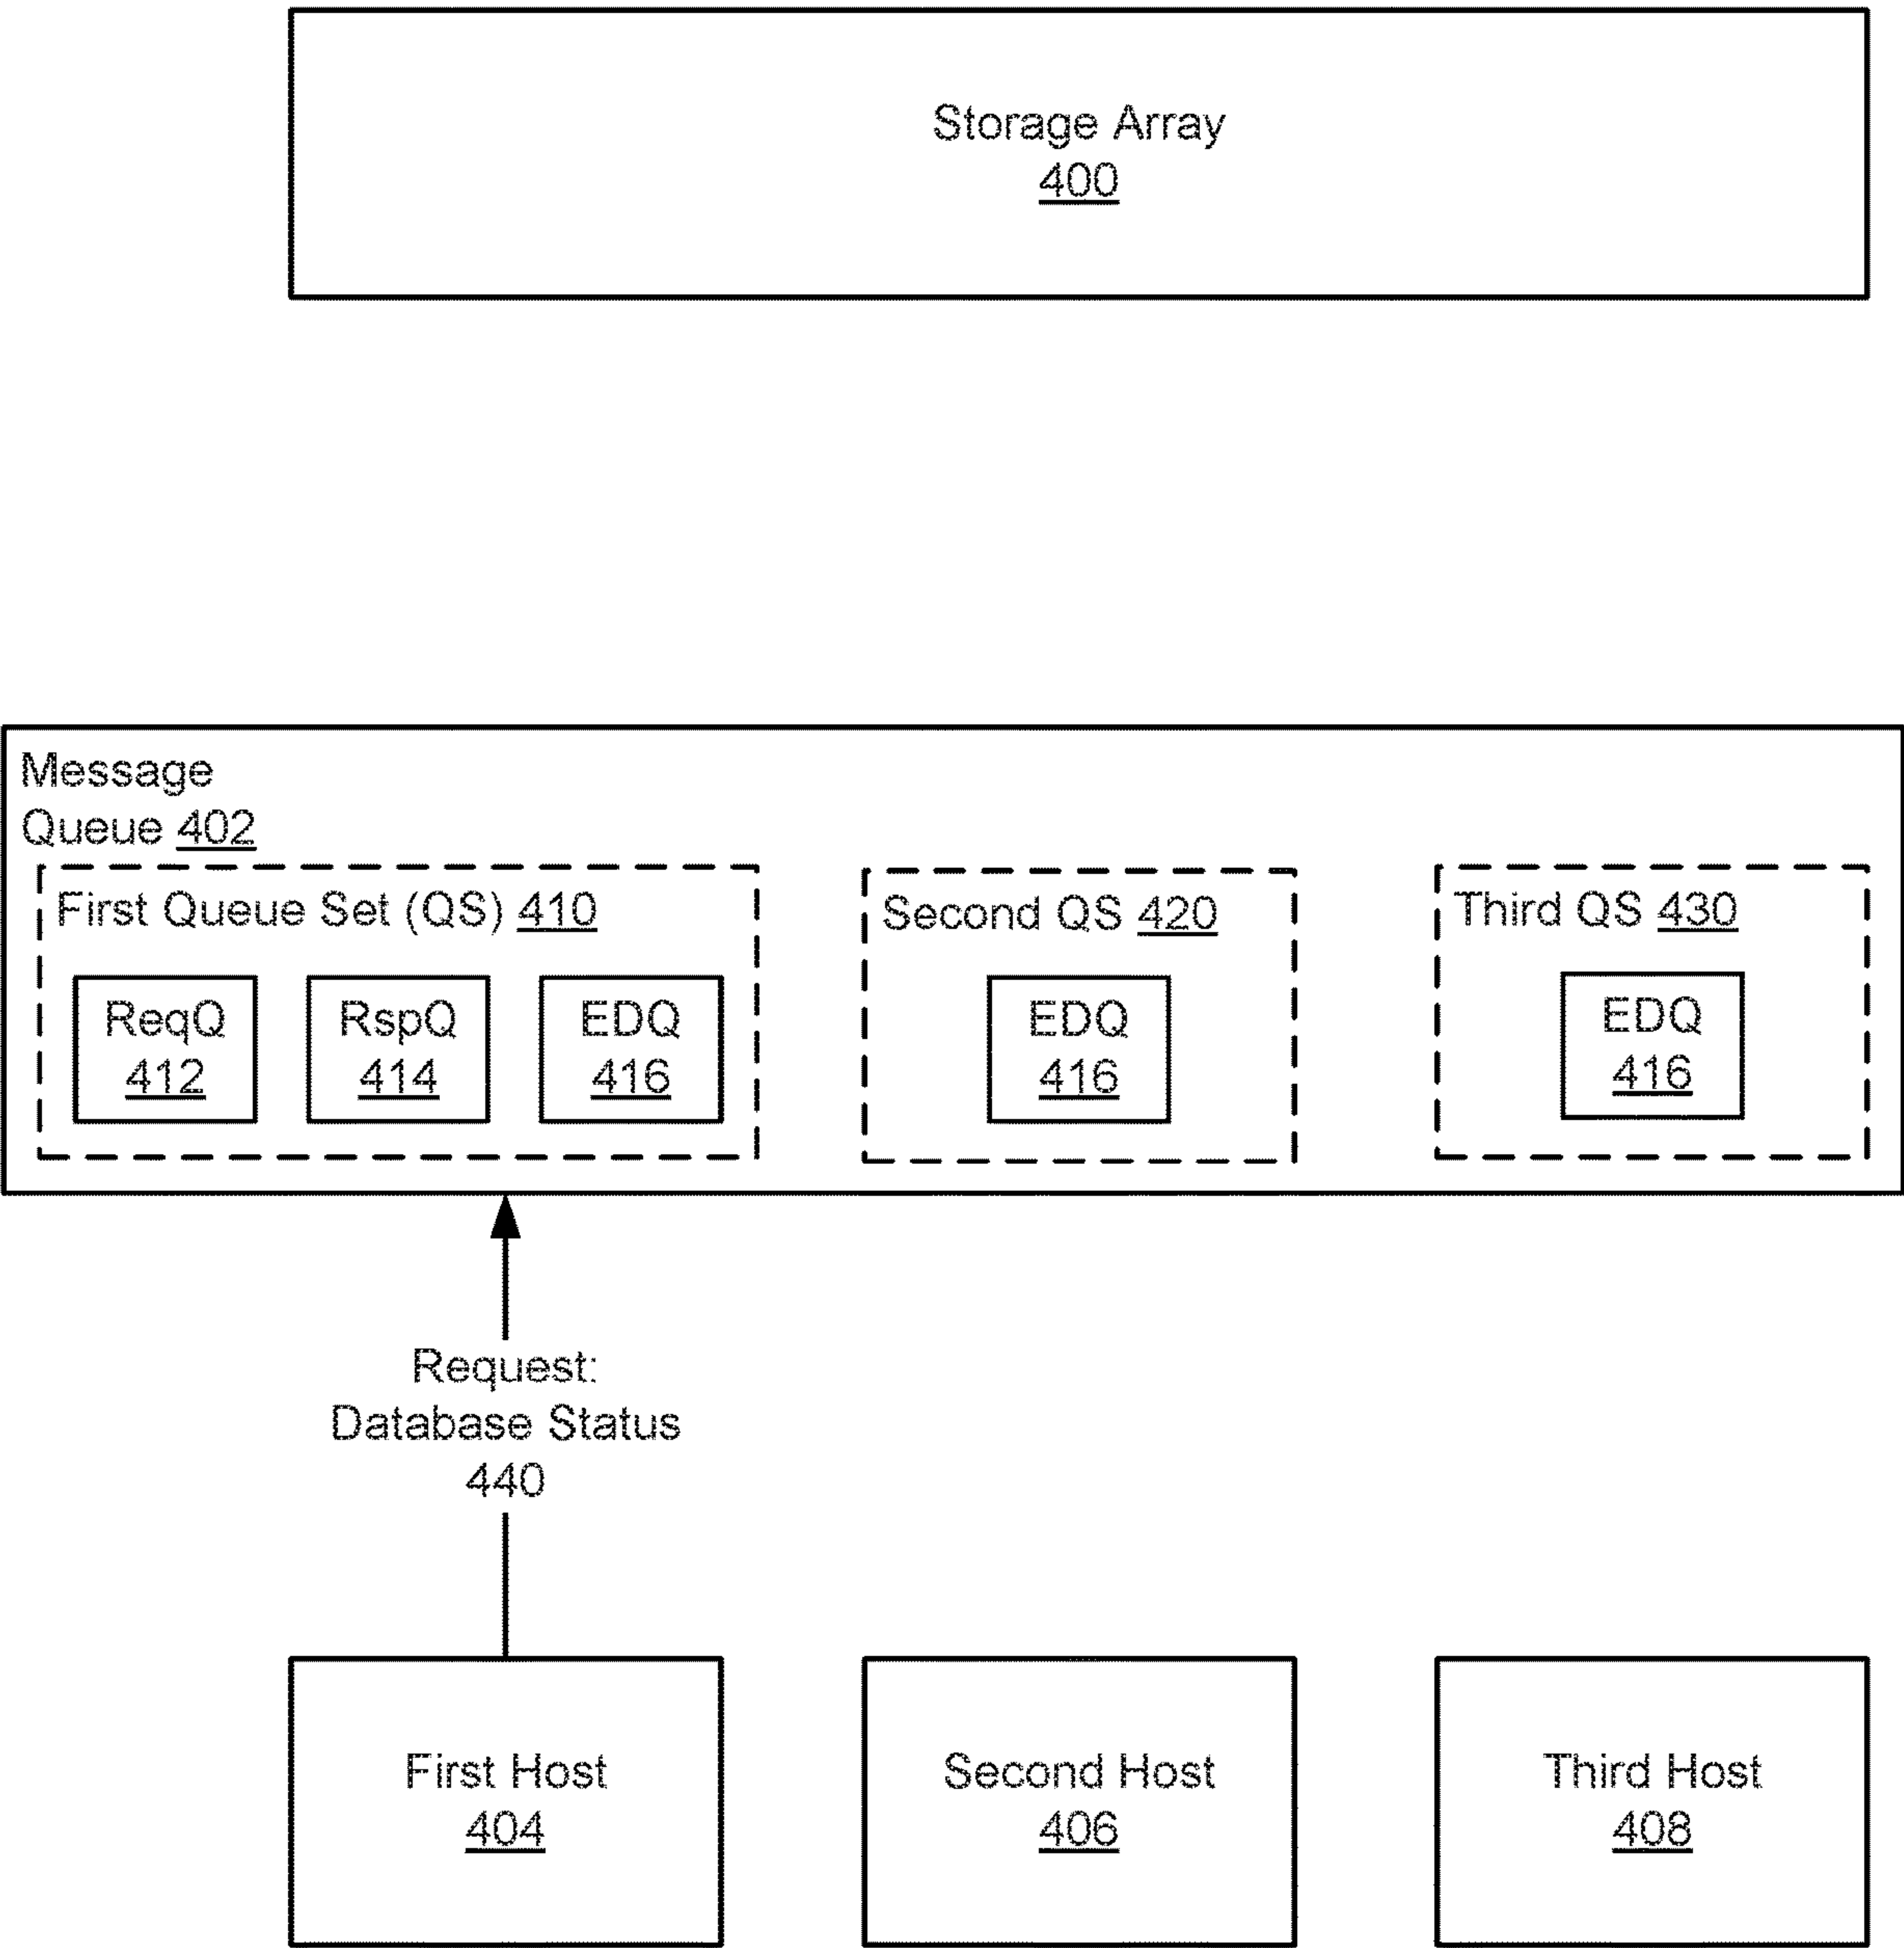 Storage Array
400
Message
Queue 402
First Queue Set (QS) 410
Second QS 420
Third QS 430
ReqQ
412
RspQ
414
EDQ
416
EDQ
416
EDQ
416
Request:
Database Status
440
First Host
404
Second Host
406
Third Host
408